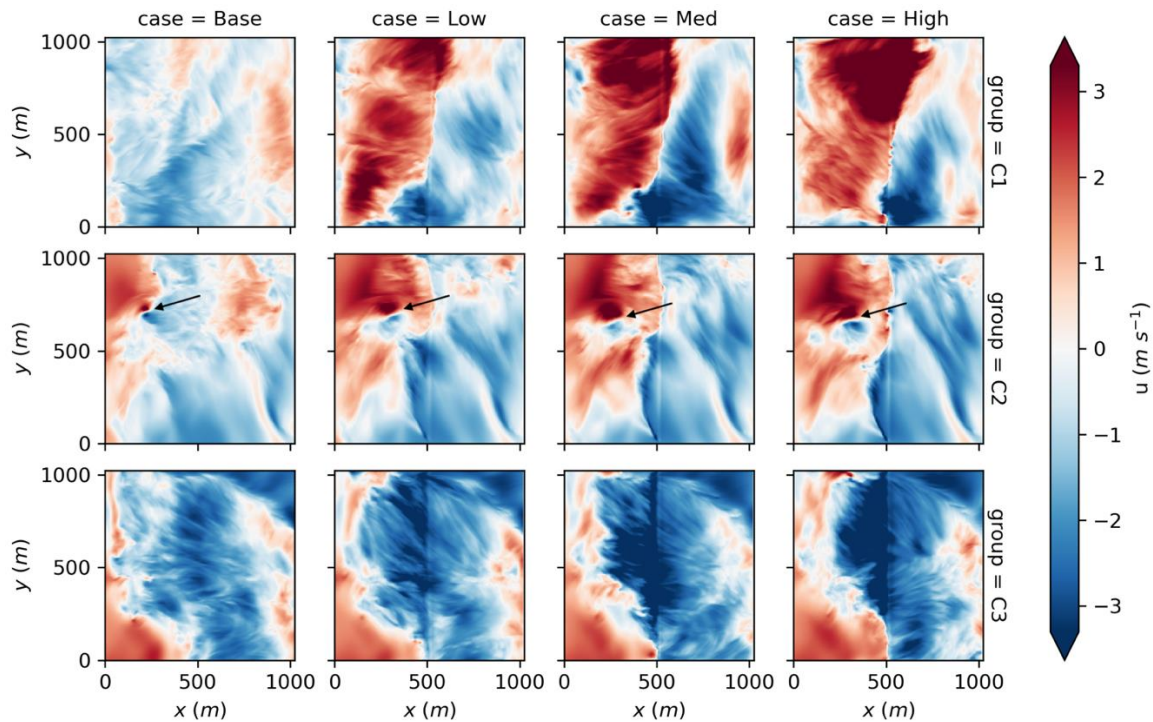 case = Base case = Low case = Med case = High
1000
500
0
y (m)
group = C1
1000
500
0
y (m)
group = C2
1000
500
0
y (m)
group = C3
0 500 1000 0 500 1000 0 500 1000 0 500 1000
x (m) x (m) x (m) x (m)
3
2
1
0
−1
−2
−3
u (m s⁻¹)